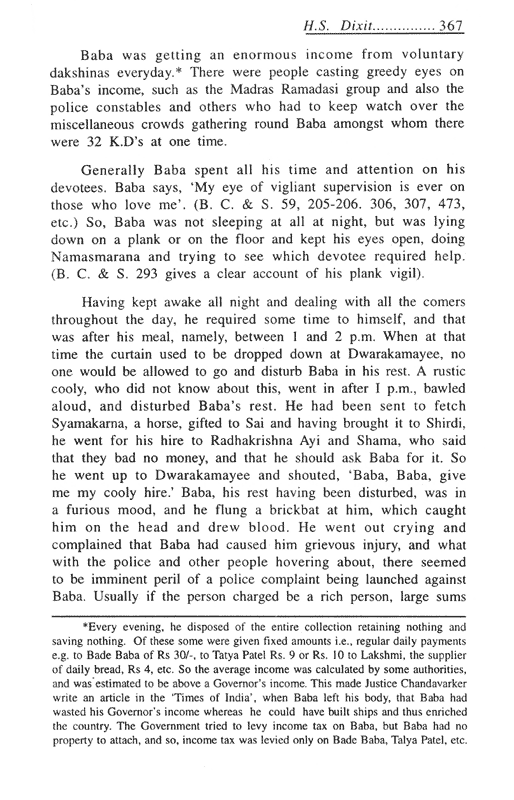 H.S. Dixit............... 367
Baba was getting an enormous income from voluntary
dakshinas everyday.* There were people casting greedy eyes on
Baba's income, such as the Madras Ramadasi group and also the
police constables and others who had to keep watch over the
miscellaneous crowds gathering round Baba amongst whom there
were 32 K.D's at one time.
Generally Baba spent all his time and attention on his
devotees. Baba says, 'My eye of vigliant supervision is ever on
those who love me'. (B. C. & S. 59, 205-206. 306, 307, 473,
etc.) So, Baba was not sleeping at all at night, but was lying
down on a plank or on the floor and kept his eyes open, doing
Namasmarana and trying to see which devotee required help.
(B. C. & S. 293 gives a clear account of his plank vigil).
Having kept awake all night and dealing with all the comers
throughout the day, he required some time to himself, and that
was after his meal, namely, between 1 and 2 p.m. When at that
time the curtain used to be dropped down at Dwarakamayee, no
one would be allowed to go and disturb Baba in his rest. A rustic
cooly, who did not know about this, went in after I p.m., bawled
aloud, and disturbed Baba's rest. He had been sent to fetch
Syamakarna, a horse, gifted to Sai and having brought it to Shirdi,
he went for his hire to Radhakrishna Ayi and Shama, who said
that they bad no money, and that he should ask Baba for it. So
he went up to Dwarakamayee and shouted, 'Baba, Baba, give
me my cooly hire.' Baba, his rest having been disturbed, was in
a furious mood, and he flung a brickbat at him, which caught
him on the head and drew blood. He went out crying and
complained that Baba had caused him grievous injury, and what
with the police and other people hovering about, there seemed
to be imminent peril of a police complaint being launched against
Baba. Usually if the person charged be a rich person, large sums
*Every evening, he disposed of the entire collection retaining nothing and
saving nothing. Of these some were given fixed amounts i.e., regular daily payments
e.g. to Bade Baba of Rs 30/-, to Tatya Patel Rs. 9 or Rs. 10 to Lakshmi, the supplier
of daily bread, Rs 4, etc. So the average income was calculated by some authorities,
and was estimated to be above a Governor's income. This made Justice Chandavarker
write an article in the 'Times of India', when Baba left his body, that Baba had
wasted his Governor's income whereas he could have built ships and thus enriched
the country. The Government tried to levy income tax on Baba, but Baba had no
property to attach, and so, income tax was levied only on Bade Baba, Talya Patel, etc.